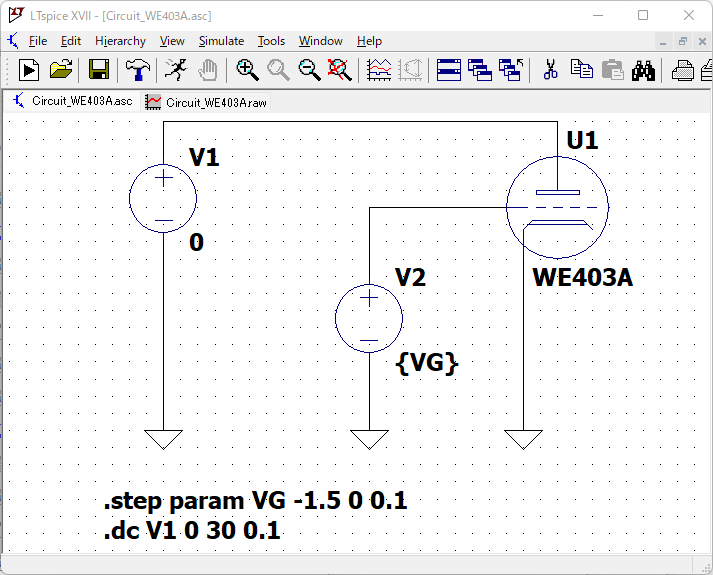 LTspice XVII - [Circuit_WE403A.asc]
File Edit Hierarchy View Simulate Tools Window Help
Circuit_WE403A.asc Circuit_WE403A.raw
U1
V1
0
V2
WE403A
{VG}
.step param VG -1.5 0 0.1
.dc V1 0 30 0.1